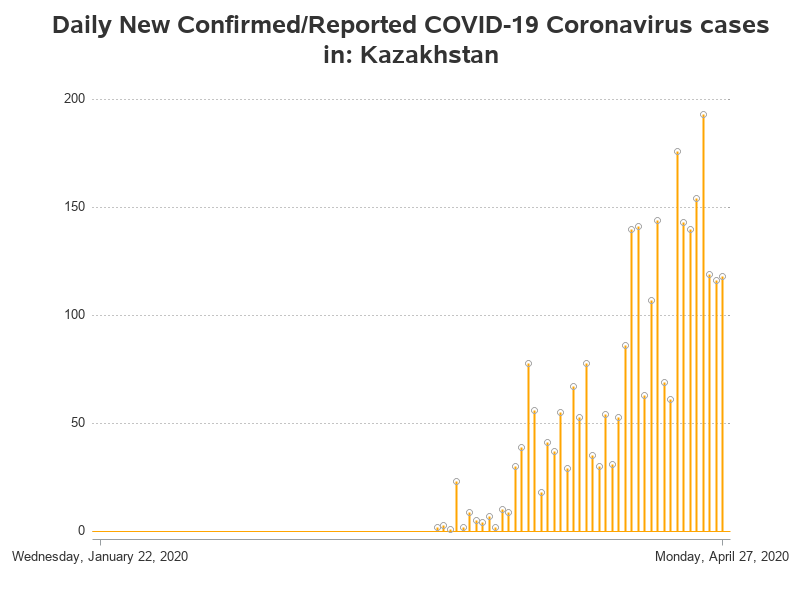 Daily New Confirmed/Reported COVID-19 Coronavirus cases
in: Kazakhstan
200
150
100
50
0
Wednesday, January 22, 2020
Monday, April 27, 2020